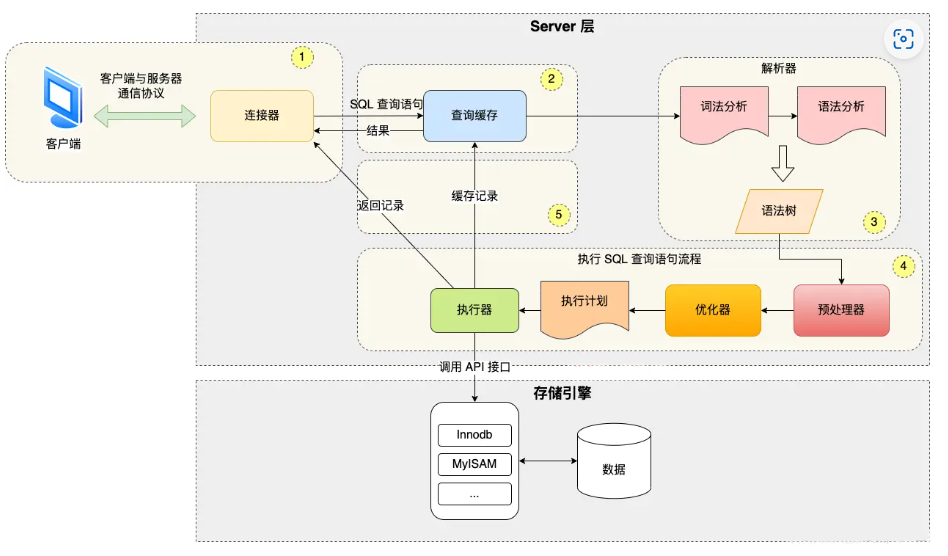 Server 层
1
客户端与服务器
通信协议
客户端
连接器
SQL 查询语句
结果
2
查询缓存
解析器
词法分析
语法分析
语法树
3
返回记录
缓存记录
5
执行 SQL 查询语句流程
4
执行器
执行计划
优化器
预处理器
调用 API 接口
存储引擎
Innodb
MyISAM
...
数据